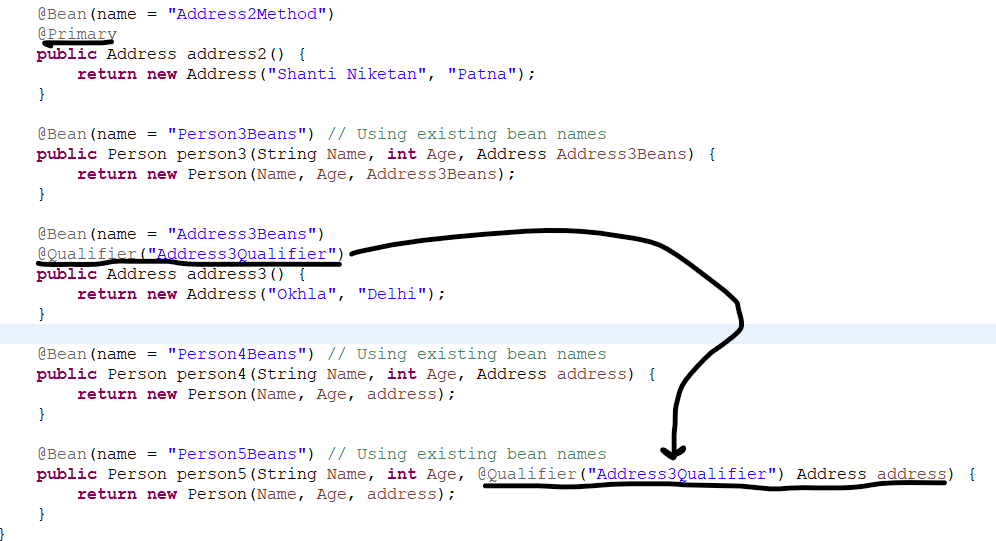 @Bean(name = "Address2Method")
@Primary
public Address address2() {
return new Address("Shanti Niketan", "Patna");
}
@Bean(name = "Person3Beans") // Using existing bean names
public Person person3(String Name, int Age, Address Address3Beans) {
return new Person(Name, Age, Address3Beans);
}
@Bean(name = "Address3Beans")
@Qualifier("Address3Qualifier")
public Address address3() {
return new Address("Okhla", "Delhi");
}
@Bean(name = "Person4Beans") // Using existing bean names
public Person person4(String Name, int Age, Address address) {
return new Person(Name, Age, address);
}
@Bean(name = "Person5Beans") // Using existing bean names
public Person person5(String Name, int Age, @Qualifier("Address3Qualifier") Address address) {
return new Person(Name, Age, address);
}
}